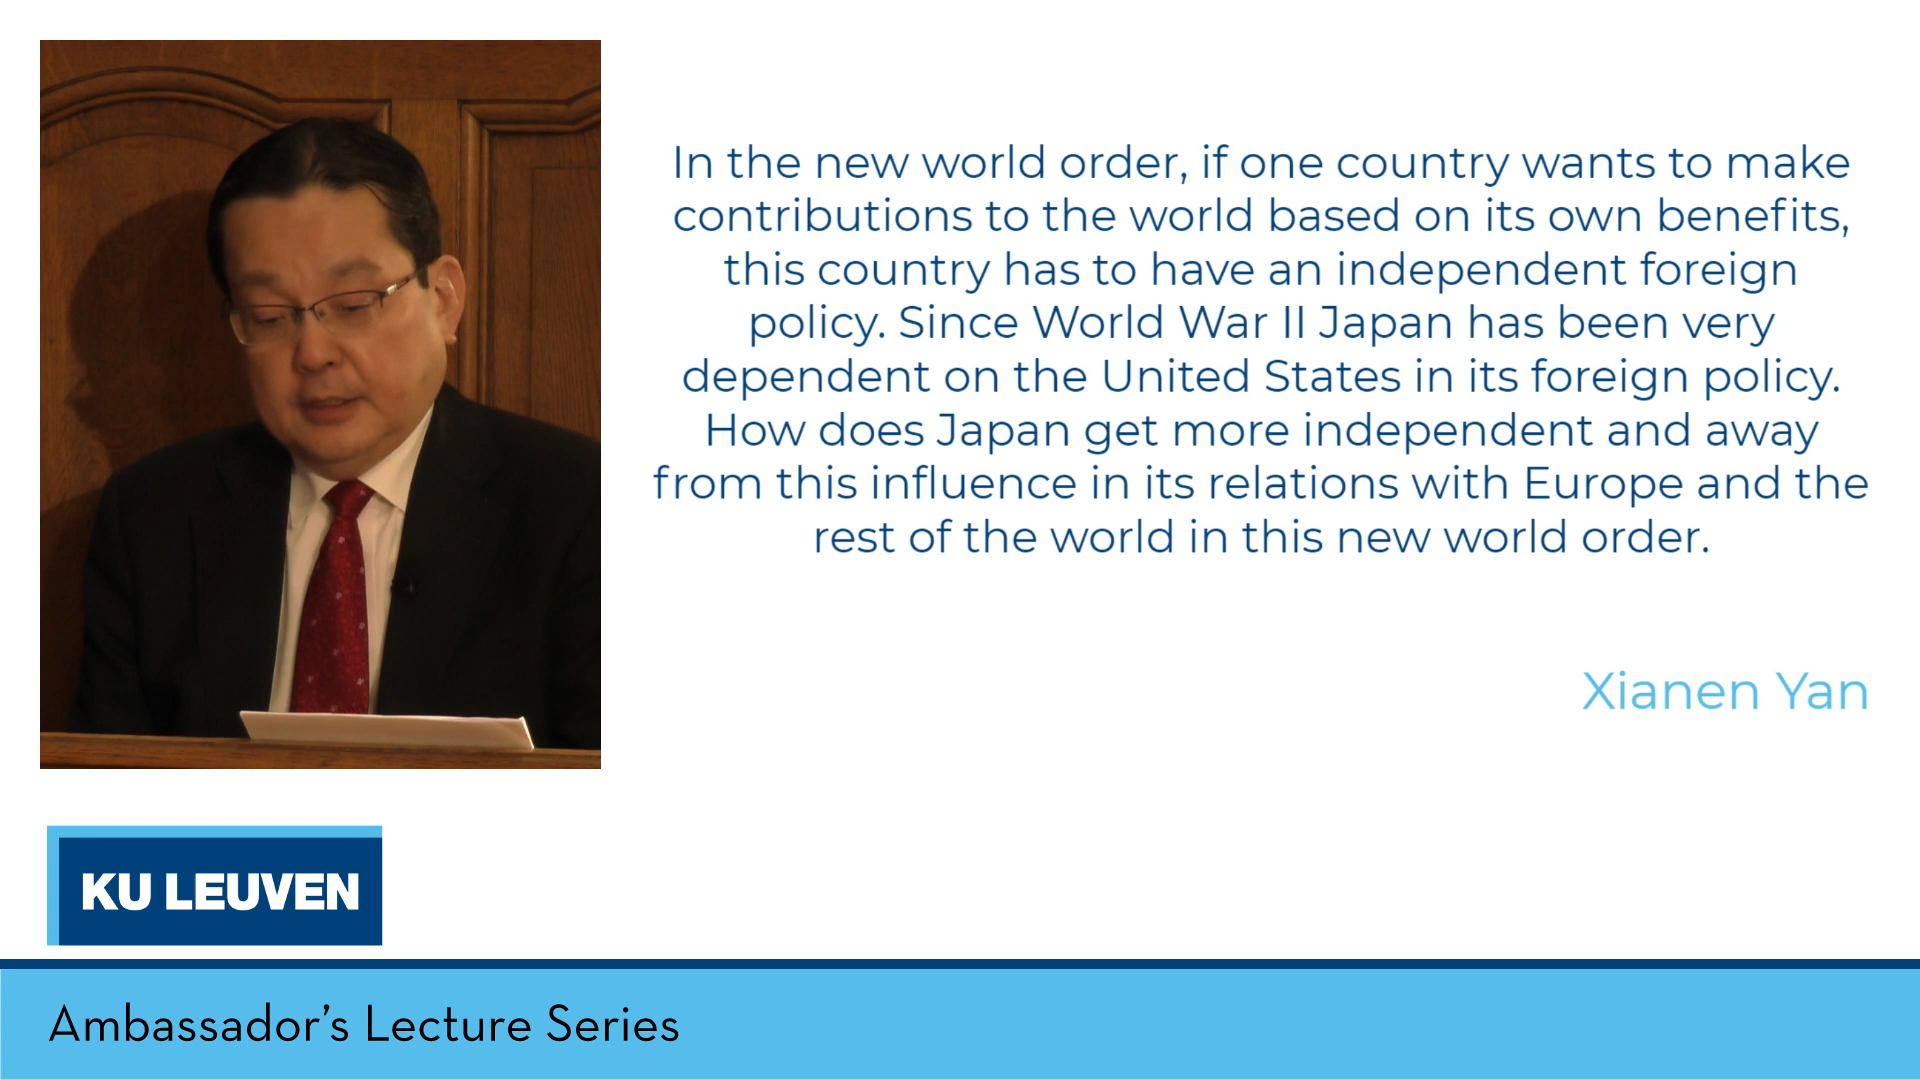 In the new world order, if one country wants to make
contributions to the world based on its own benefits,
this country has to have an independent foreign
policy. Since World War II Japan has been very
dependent on the United States in its foreign policy.
How does Japan get more independent and away
from this influence in its relations with Europe and the
rest of the world in this new world order.
Xianen Yan
KU LEUVEN
Ambassador’s Lecture Series